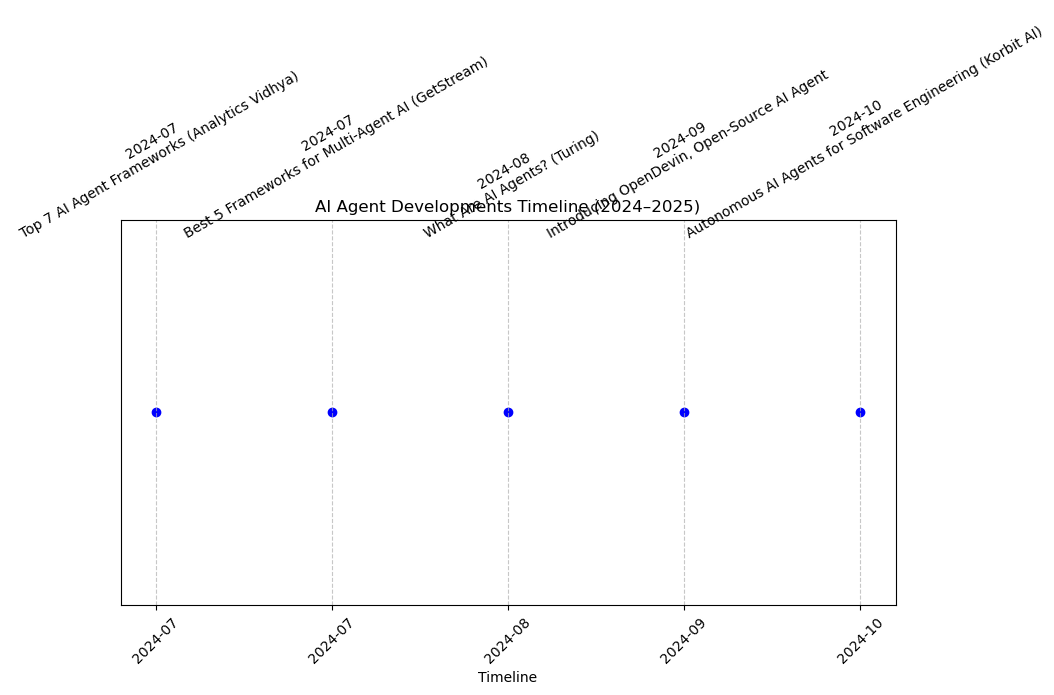 2024-07
Top 7 AI Agent Frameworks (Analytics Vidhya)
2024-07
Best 5 Frameworks for Multi-Agent AI (GetStream)
2024-08
What Are AI Agents? (Turing)
2024-09
Introducing OpenDevin, Open-Source AI Agent
2024-10
Autonomous AI Agents for Software Engineering (Korbit AI)
AI Agent Developments Timeline (2024–2025)
2024-07
2024-07
2024-08
2024-09
2024-10
Timeline